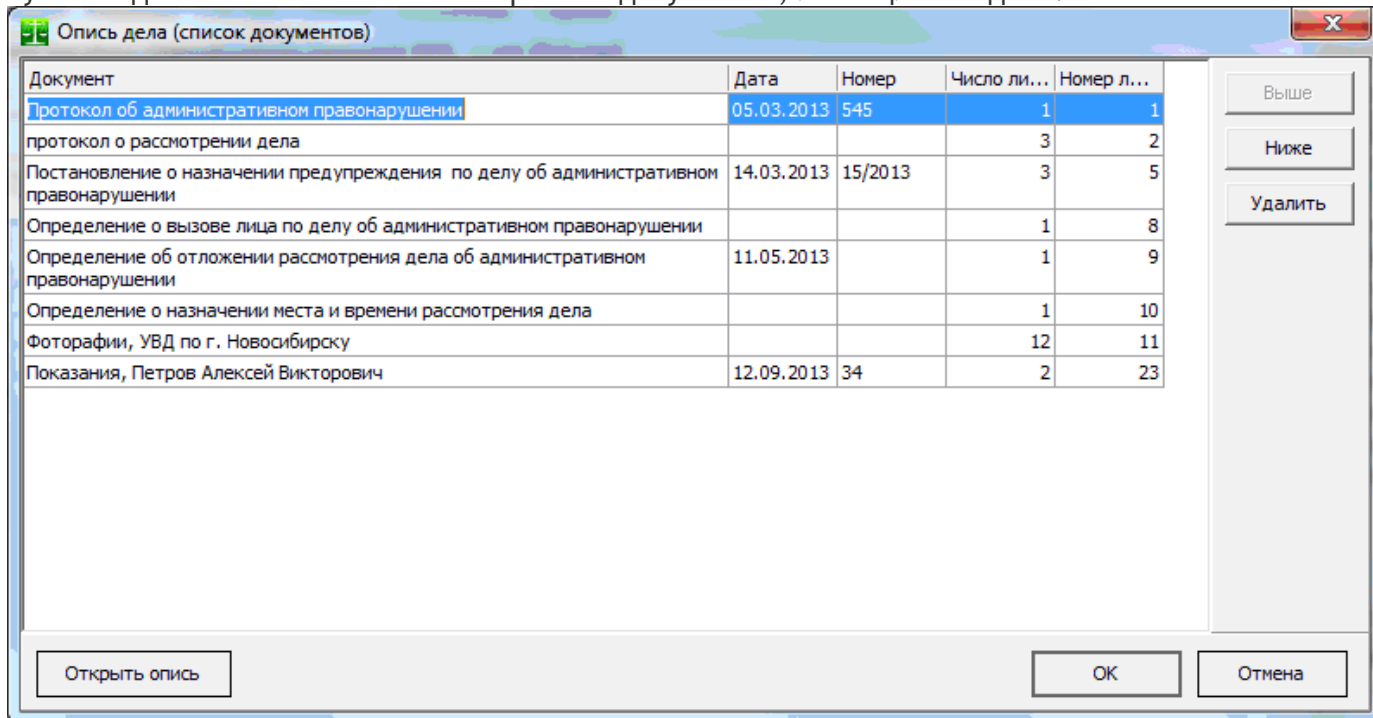 Опись дела (список документов)
X
Документ Дата Номер Число ли... Номер л...
Протокол об административном правонарушении 05.03.2013 545 1 1
протокол о рассмотрении дела 3 2
Постановление о назначении предупреждения по делу об административном 14.03.2013 15/2013 3 5
правонарушении
Определение о вызове лица по делу об административном правонарушении 1 8
Определение об отложении рассмотрения дела об административном 11.05.2013 1 9
правонарушении
Определение о назначении места и времени рассмотрения дела 1 10
Фоторафии, УВД по г. Новосибирску 12 11
Показания, Петров Алексей Викторович 12.09.2013 34 2 23
Выше
Ниже
Удалить
Открыть опись OK Отмена